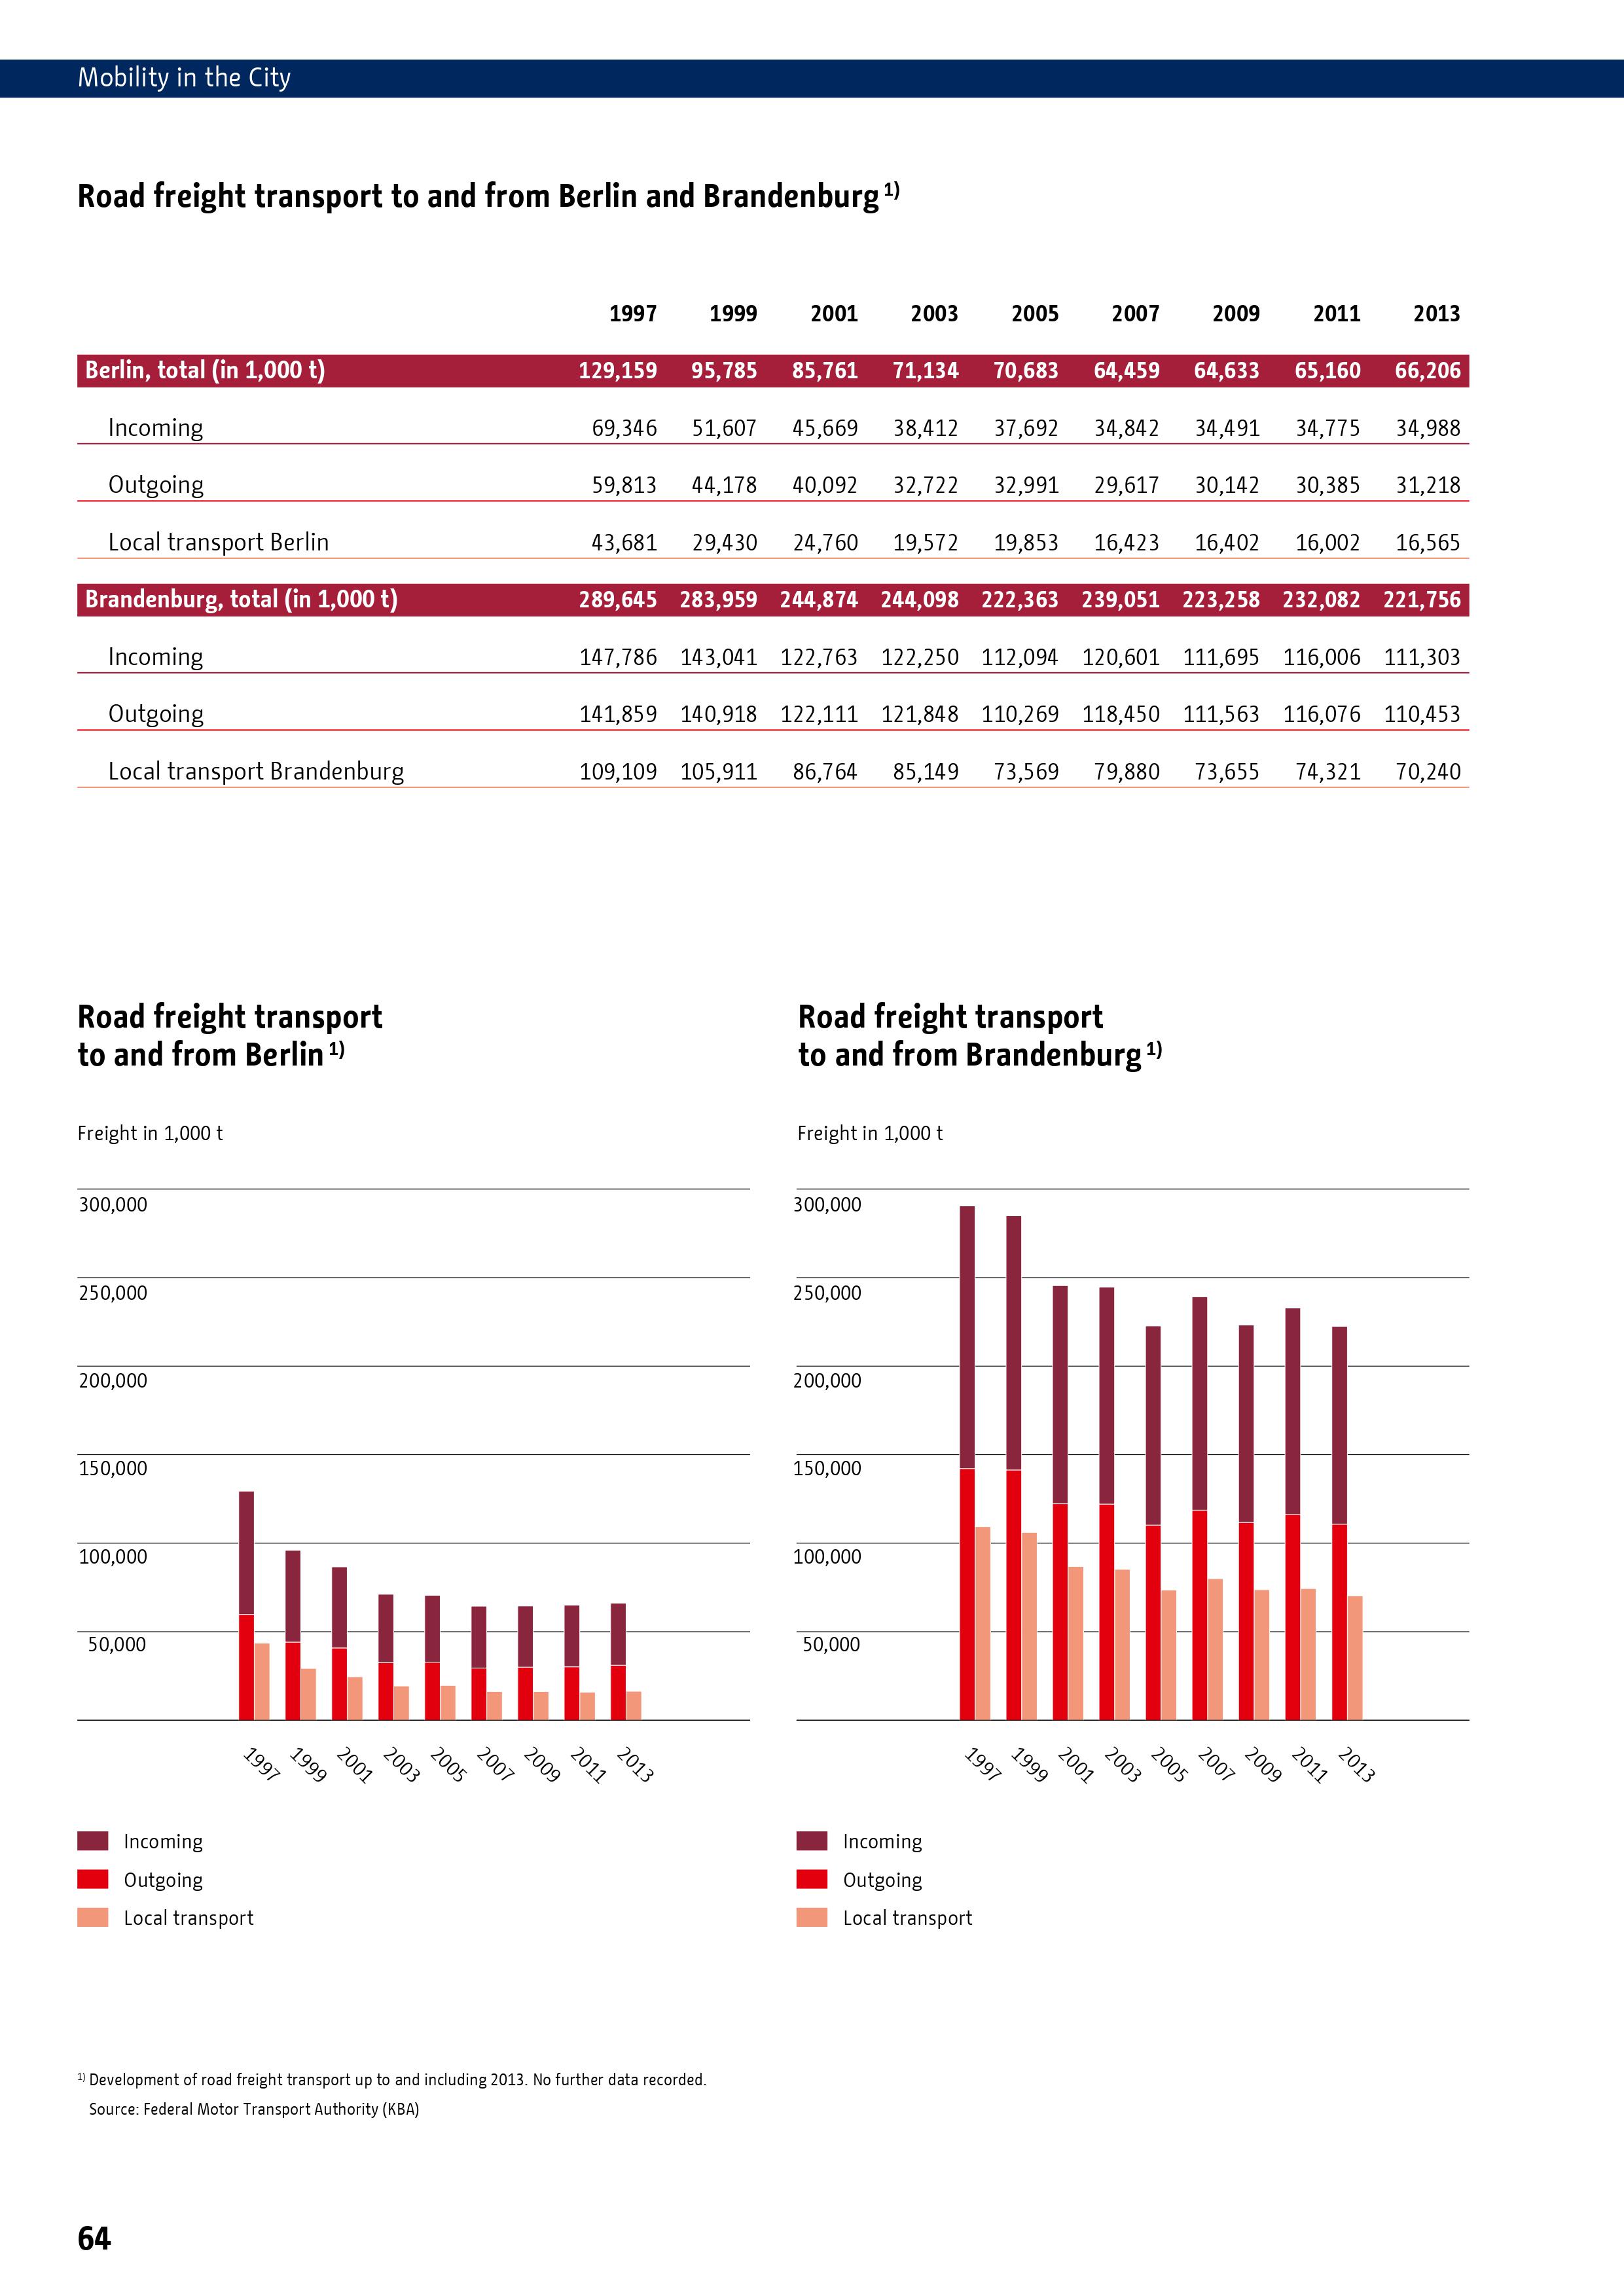 Mobility in the City
Road freight transport to and from Berlin and Brandenburg 1)
1997 1999 2001 2003 2005 2007 2009 2011 2013
Berlin, total (in 1,000 t) 129,159 95,785 85,761 71,134 70,683 64,459 64,633 65,160 66,206
Incoming 69,346 51,607 45,669 38,412 37,692 34,842 34,491 34,775 34,988
Outgoing 59,813 44,178 40,092 32,722 32,991 29,617 30,142 30,385 31,218
Local transport Berlin 43,681 29,430 24,760 19,572 19,853 16,423 16,402 16,002 16,565
Brandenburg, total (in 1,000 t) 289,645 283,959 244,874 244,098 222,363 239,051 223,258 232,082 221,756
Incoming 147,786 143,041 122,763 122,250 112,094 120,601 111,695 116,006 111,303
Outgoing 141,859 140,918 122,111 121,848 110,269 118,450 111,563 116,076 110,453
Local transport Brandenburg 109,109 105,911 86,764 85,149 73,569 79,880 73,655 74,321 70,240
Road freight transport
to and from Berlin 1)
Freight in 1,000 t
300,000
250,000
200,000
150,000
100,000
50,000
1997 1999 2001 2003 2005 2007 2009 2011 2013
Incoming
Outgoing
Local transport
Road freight transport
to and from Brandenburg 1)
Freight in 1,000 t
300,000
250,000
200,000
150,000
100,000
50,000
1997 1999 2001 2003 2005 2007 2009 2011 2013
Incoming
Outgoing
Local transport
1) Development of road freight transport up to and including 2013. No further data recorded.
Source: Federal Motor Transport Authority (KBA)
64